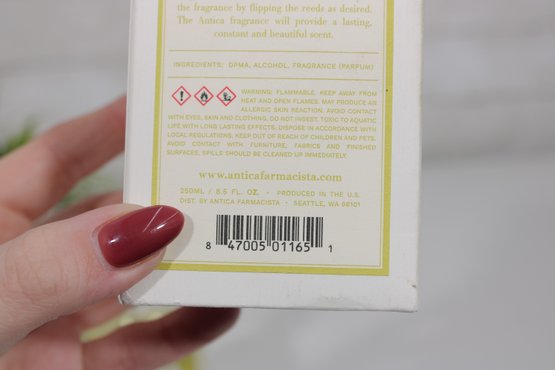 the fragrance by flipping the reeds as desired.
The Antica fragrance will provide a lasting,
constant and beautiful scent.
INGREDIENTS: DPMA, ALCOHOL, FRAGRANCE (PARFUM)
WARNING: FLAMMABLE. KEEP AWAY FROM
HEAT AND OPEN FLAMES. MAY PRODUCE AN
ALLERGIC SKIN REACTION. AVOID CONTACT
WITH EYES, SKIN AND CLOTHING. DO NOT INGEST. TOXIC TO AQUATIC
LIFE WITH LONG LASTING EFFECTS. DISPOSE IN ACCORDANCE WITH
LOCAL REGULATIONS. KEEP OUT OF REACH OF CHILDREN AND PETS.
AVOID CONTACT WITH FURNITURE, FABRICS AND FINISHED
SURFACES, SPILLS SHOULD BE CLEANED UP IMMEDIATELY.
www.anticafarmacista.com
250ML / 8.5 FL. OZ. • PRODUCED IN THE U.S.
DIST. BY ANTICA FARMACISTA • SEATTLE, WA 98101
8 47005 01165 1